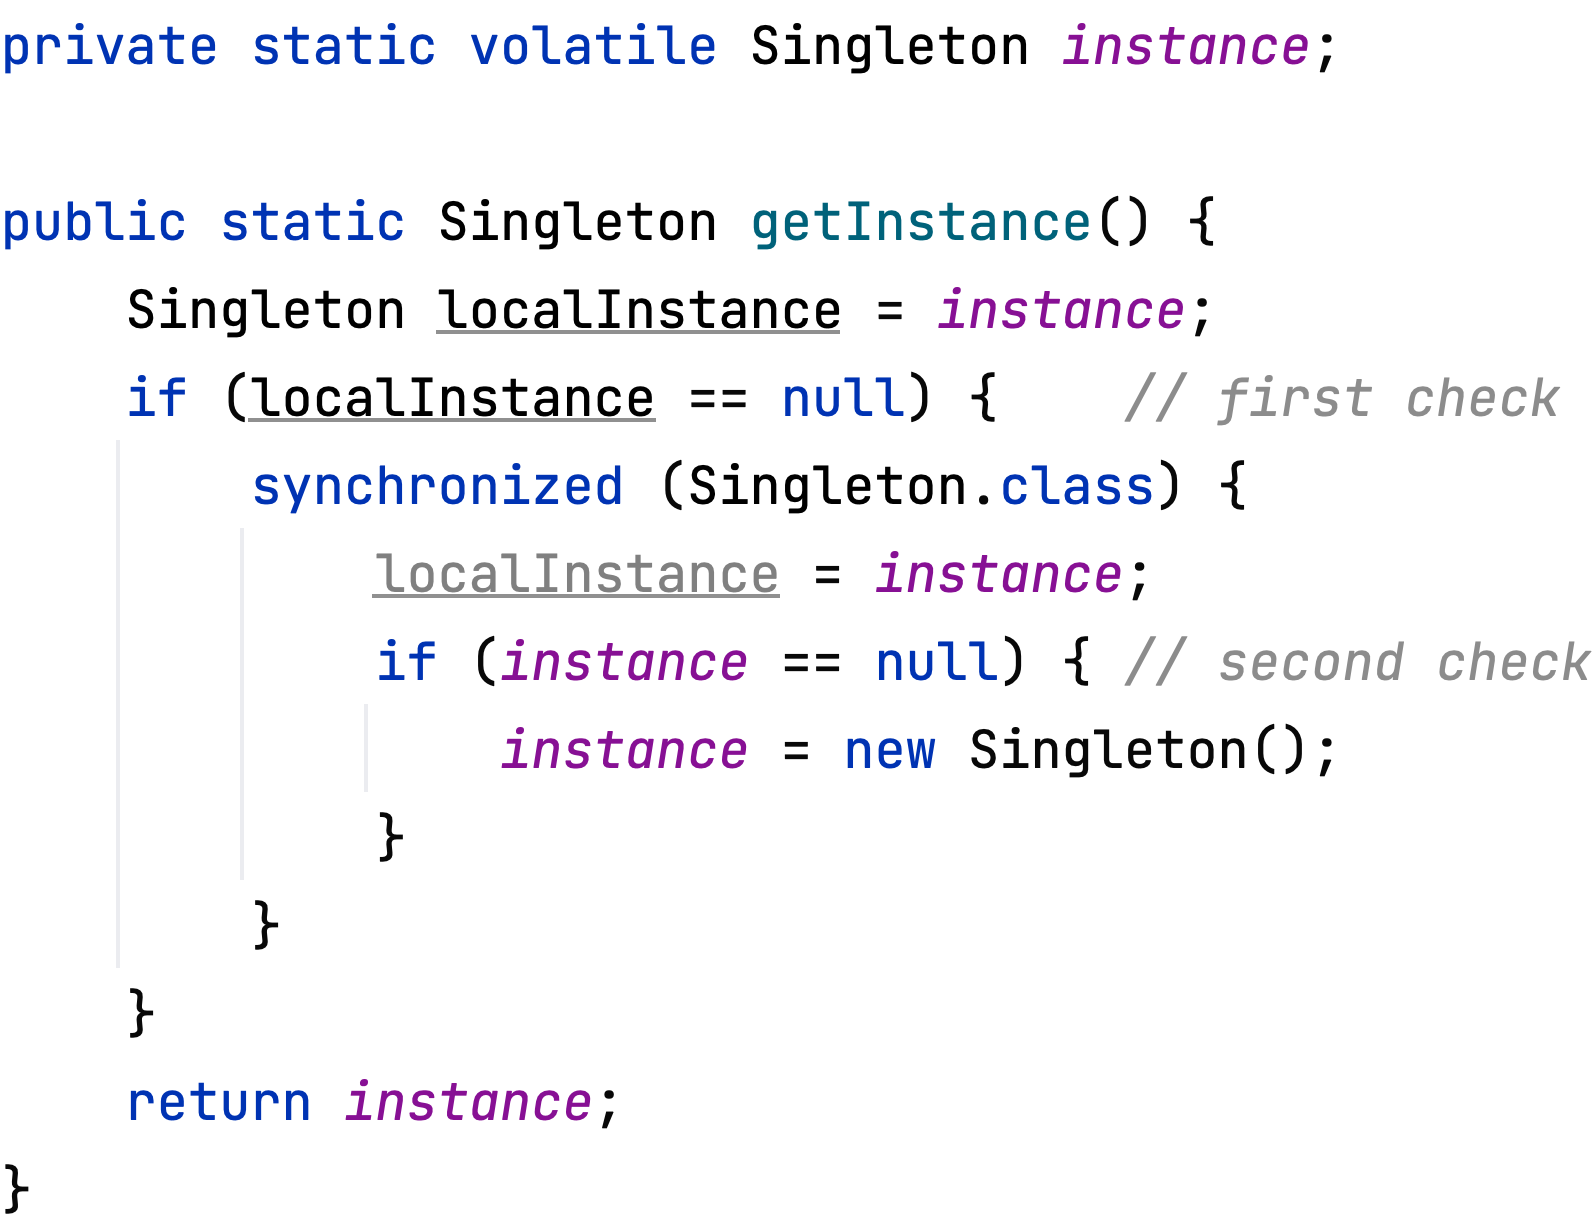 private static volatile Singleton instance;

public static Singleton getInstance() {
    Singleton localInstance = instance;
    if (localInstance == null) {    // first check
        synchronized (Singleton.class) {
            localInstance = instance;
            if (instance == null) { // second check
                instance = new Singleton();
            }
        }
    }
    return instance;
}